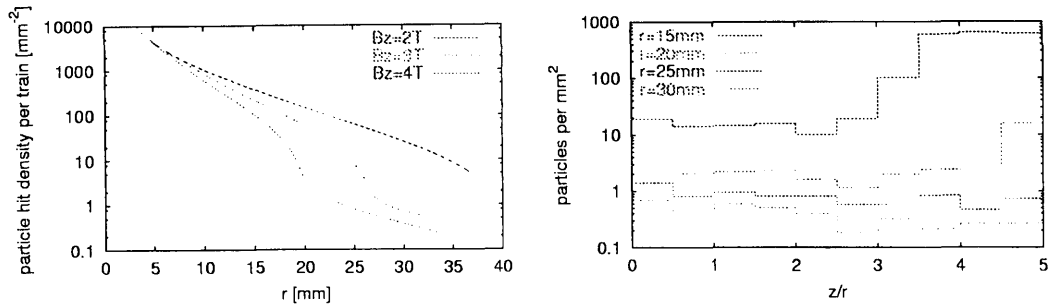 particle hit density per train [mm⁻²]
10000
1000
100
10
1
0.1
Bz=2T
Bz=3T
Bz=4T
0 5 10 15 20 25 30 35 40
r [mm]
particles per mm²
1000
100
10
1
0.1
r=15mm
r=20mm
r=25mm
r=30mm
0 1 2 3 4 5
z/r